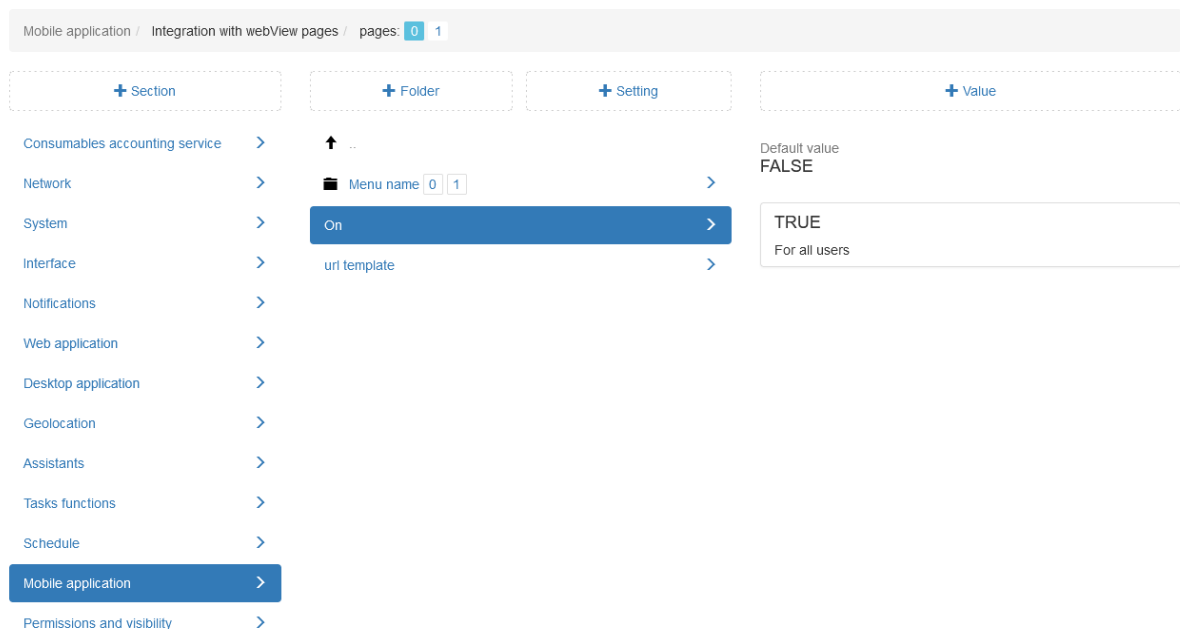 Mobile application / Integration with webView pages / pages: 0 1
+ Section
+ Folder
+ Setting
+ Value
Consumables accounting service
Network
System
Interface
Notifications
Web application
Desktop application
Geolocation
Assistants
Tasks functions
Schedule
Mobile application
Permissions and visibility
..
Menu name 0 1
On
url template
Default value
FALSE
TRUE
For all users